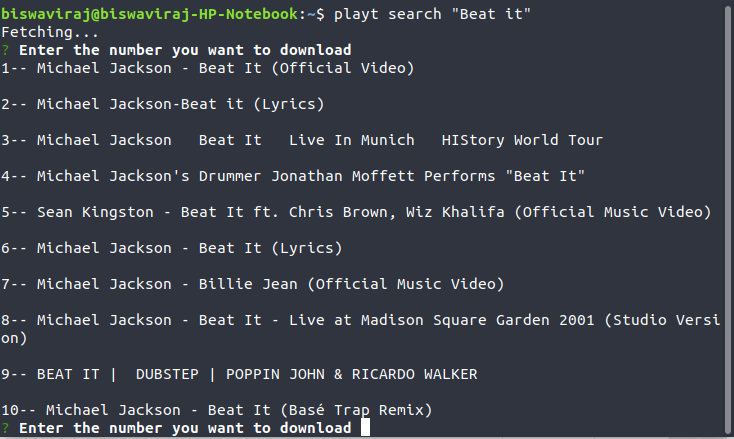 biswaviraj@biswaviraj-HP-Notebook:~$ playt search "Beat it"
Fetching...
? Enter the number you want to download
1-- Michael Jackson - Beat It (Official Video)
2-- Michael Jackson-Beat it (Lyrics)
3-- Michael Jackson   Beat It   Live In Munich   HIStory World Tour
4-- Michael Jackson's Drummer Jonathan Moffett Performs "Beat It"
5-- Sean Kingston - Beat It ft. Chris Brown, Wiz Khalifa (Official Music Video)
6-- Michael Jackson - Beat It (Lyrics)
7-- Michael Jackson - Billie Jean (Official Music Video)
8-- Michael Jackson - Beat It - Live at Madison Square Garden 2001 (Studio Versi
on)
9-- BEAT IT |  DUBSTEP | POPPIN JOHN & RICARDO WALKER
10-- Michael Jackson - Beat It (Basé Trap Remix)
? Enter the number you want to download